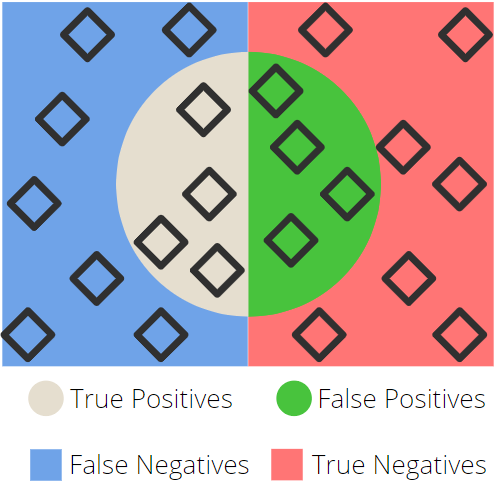 True Positives
False Positives
False Negatives
True Negatives